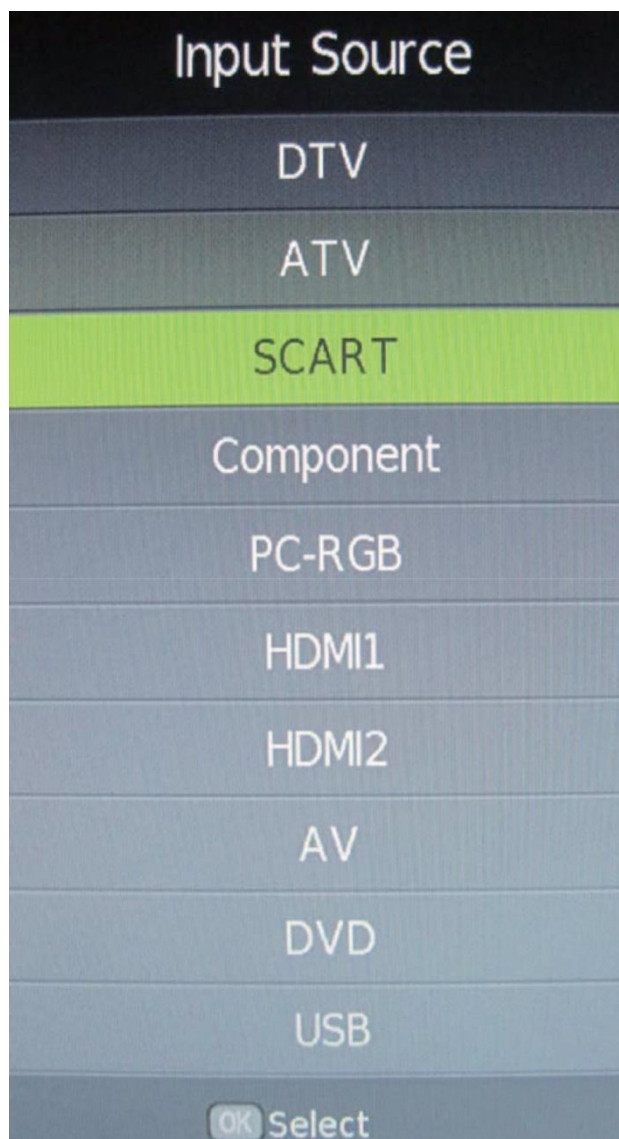 Input Source
DTV
ATV
SCART
Component
PC-RGB
HDMI1
HDMI2
AV
DVD
USB
OK Select